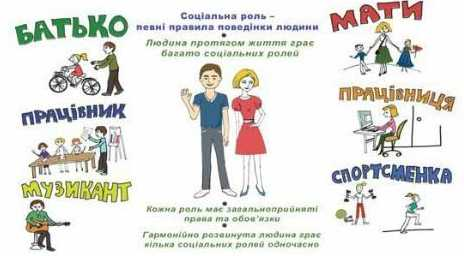 БАТЬКО
Соціальна роль –
певні правила поведінки людини
Людина протягом життя грає
багато соціальних ролей
МАТИ
ПРАЦІВНИК
ПРАЦІВНИЦЯ
МУЗИКАНТ
СПОРТСМЕНКА
Кожна роль має загальноприйняті
права та обов'язки
Гармонійно розвинута людина грає
кілька соціальних ролей одночасно